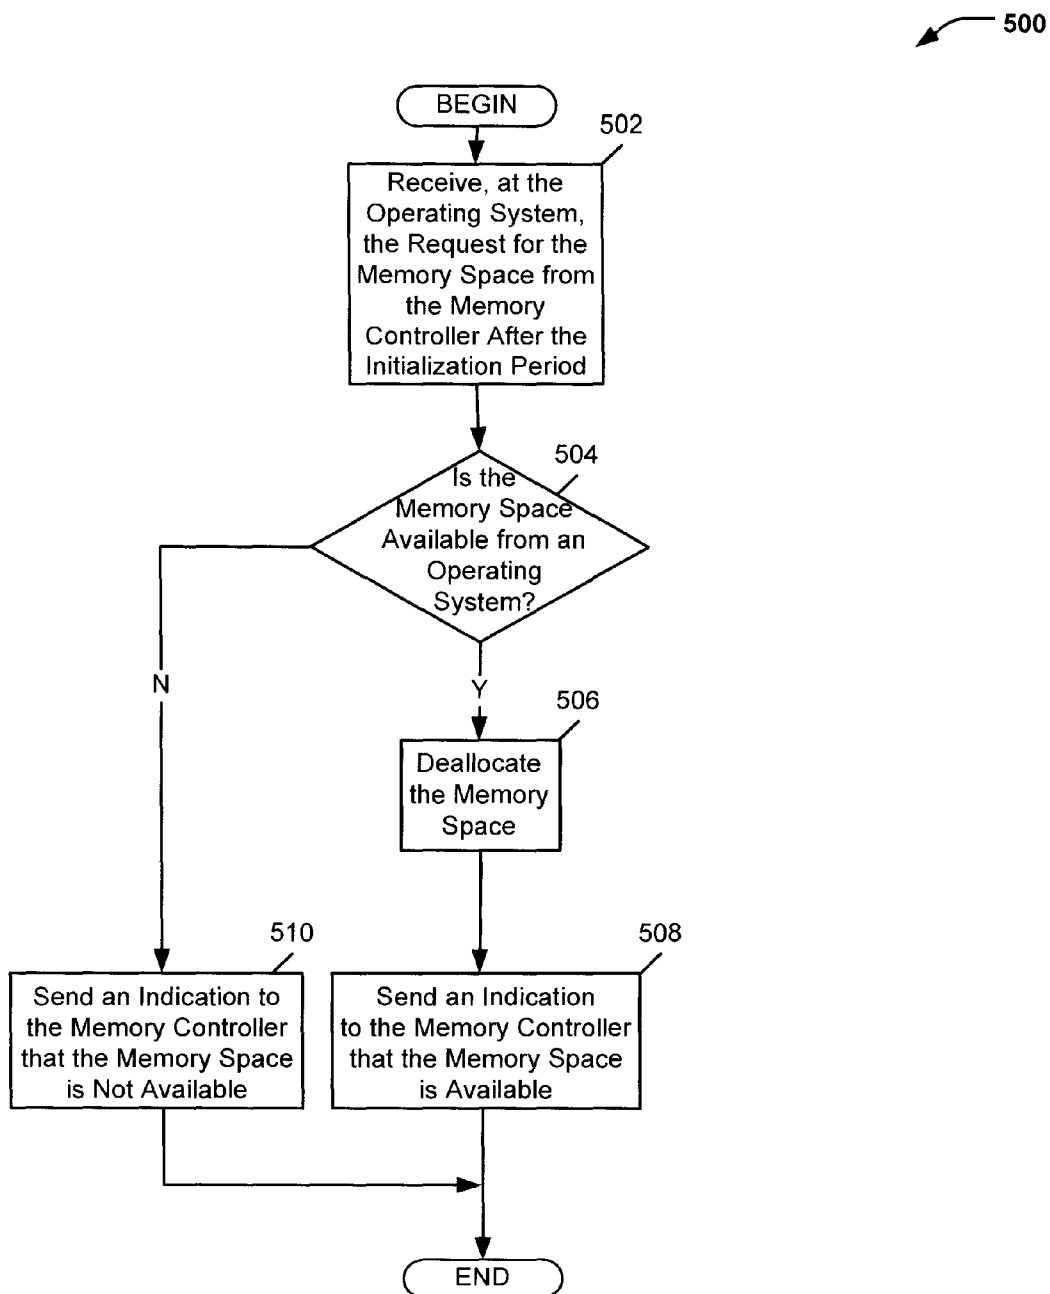 500
BEGIN
502
Receive, at the
Operating System,
the Request for the
Memory Space from
the Memory
Controller After the
Initialization Period
504
Is the
Memory Space
Available from an
Operating
System?
N
Y
506
Deallocate
the Memory
Space
510
Send an Indication to
the Memory Controller
that the Memory Space
is Not Available
508
Send an Indication
to the Memory Controller
that the Memory Space
is Available
END